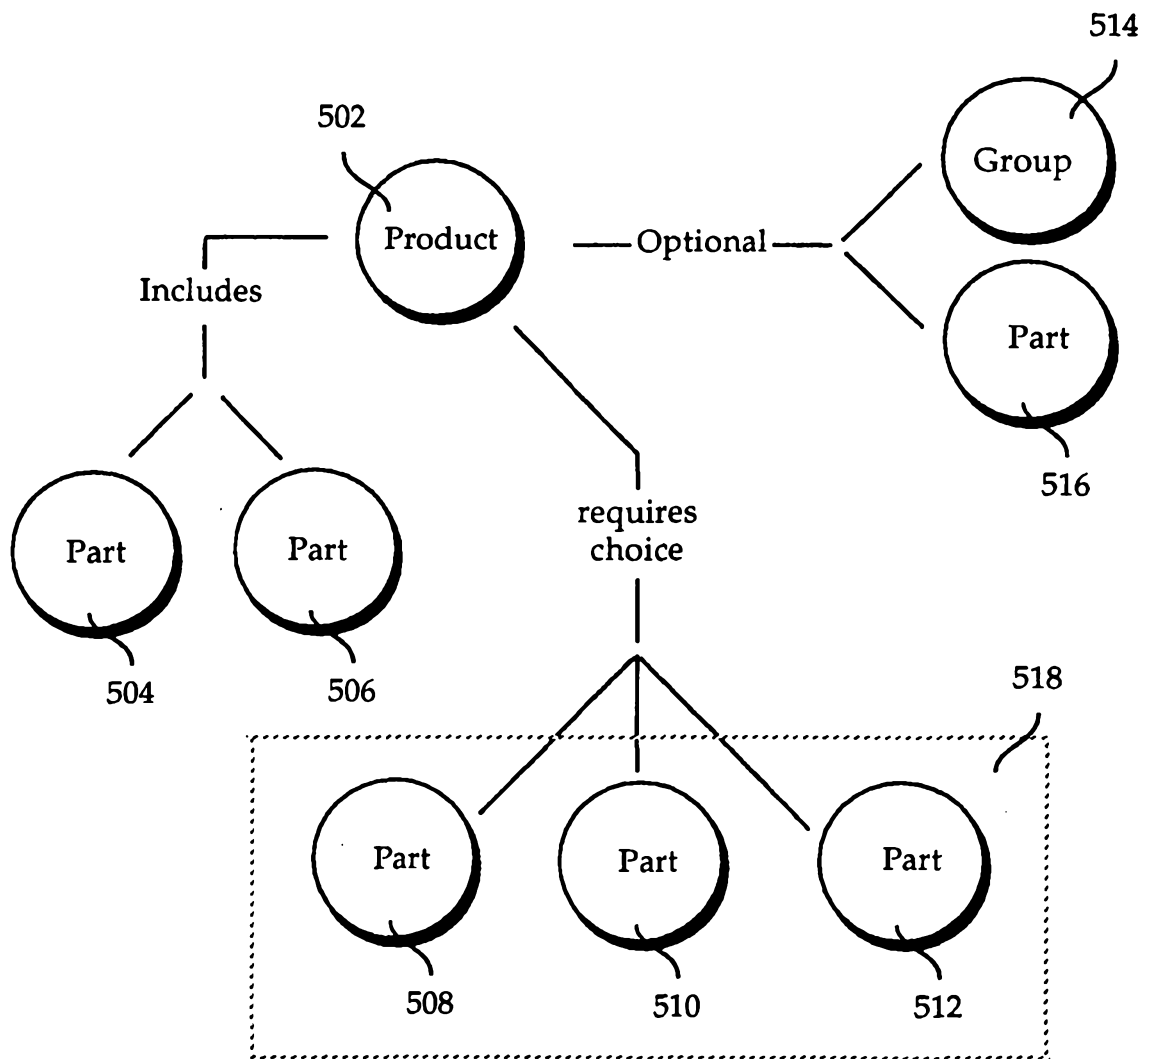 514
502
Group
Product
Optional
Includes
Part
516
requires
choice
Part
Part
504
506
518
Part
Part
Part
508
510
512